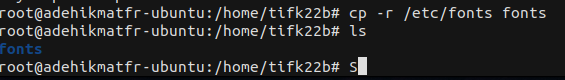 root@adehikmatfr-ubuntu:/home/tifk22b# cp -r /etc/fonts fonts
root@adehikmatfr-ubuntu:/home/tifk22b# ls
fonts
root@adehikmatfr-ubuntu:/home/tifk22b# S